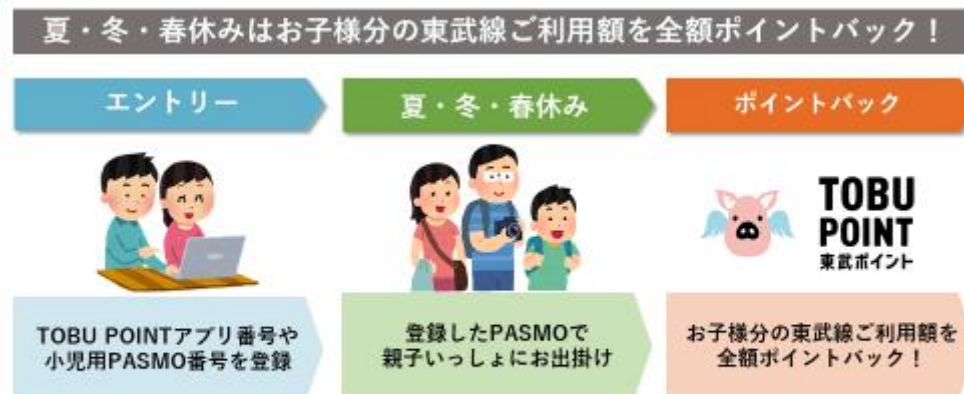 夏・冬・春休みはお子様分の東武線ご利用額を全額ポイントバック！
エントリー
夏・冬・春休み
ポイントバック
TOBU
POINT
東武ポイント
TOBU POINTアプリ番号や
小児用PASMO番号を登録
登録したPASMOで
親子いっしょにお出掛け
お子様分の東武線ご利用額を
全額ポイントバック！